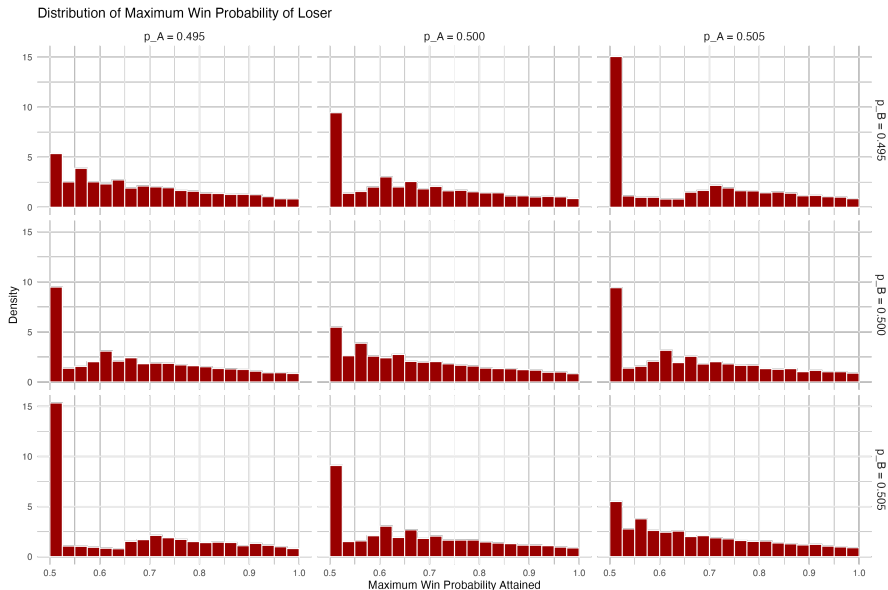 Distribution of Maximum Win Probability of Loser
p_A = 0.495 p_A = 0.500 p_A = 0.505
15
10
5
0
p_B = 0.495
15
10
5
0
p_B = 0.500
Density
15
10
5
0
p_B = 0.505
0.5 0.6 0.7 0.8 0.9 1.0 0.5 0.6 0.7 0.8 0.9 1.0 0.5 0.6 0.7 0.8 0.9 1.0
Maximum Win Probability Attained